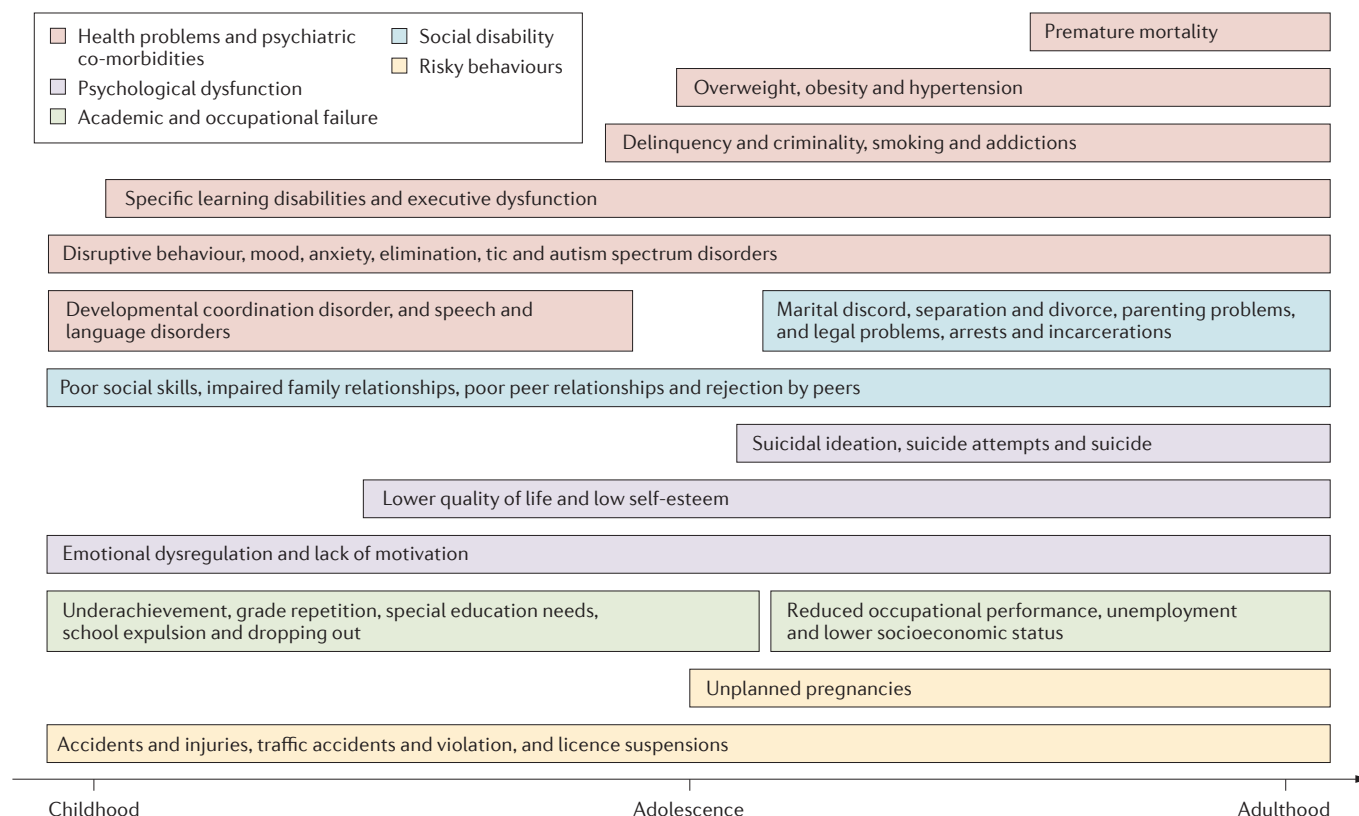 Health problems and psychiatric
co-morbidities
Psychological dysfunction
Academic and occupational failure
Social disability
Risky behaviours
Premature mortality
Overweight, obesity and hypertension
Delinquency and criminality, smoking and addictions
Specific learning disabilities and executive dysfunction
Disruptive behaviour, mood, anxiety, elimination, tic and autism spectrum disorders
Developmental coordination disorder, and speech and
language disorders
Marital discord, separation and divorce, parenting problems,
and legal problems, arrests and incarcerations
Poor social skills, impaired family relationships, poor peer relationships and rejection by peers
Suicidal ideation, suicide attempts and suicide
Lower quality of life and low self-esteem
Emotional dysregulation and lack of motivation
Underachievement, grade repetition, special education needs,
school expulsion and dropping out
Reduced occupational performance, unemployment
and lower socioeconomic status
Unplanned pregnancies
Accidents and injuries, traffic accidents and violation, and licence suspensions
Childhood
Adolescence
Adulthood